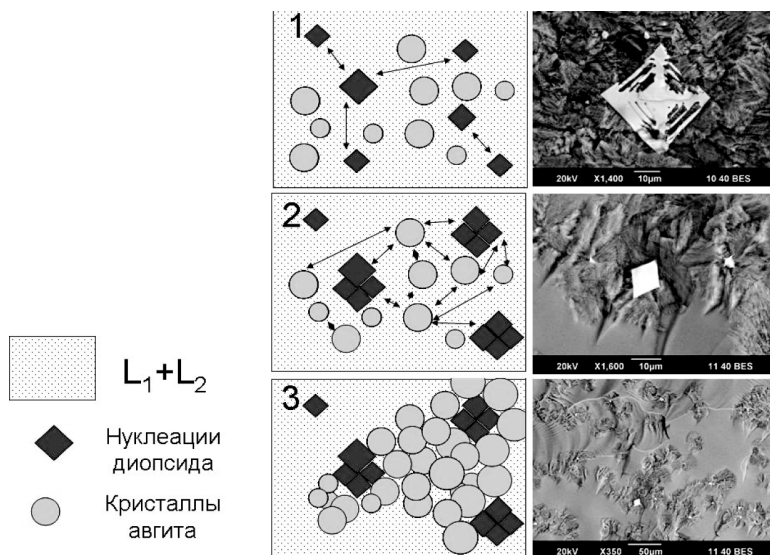 1
20kV X1,400 10µm 10 40 BES
2
20kV X1,600 10µm 11 40 BES
3
20kV X350 50µm 11 40 BES
L₁+L₂
Нуклеации
диопсида
Кристаллы
авгита